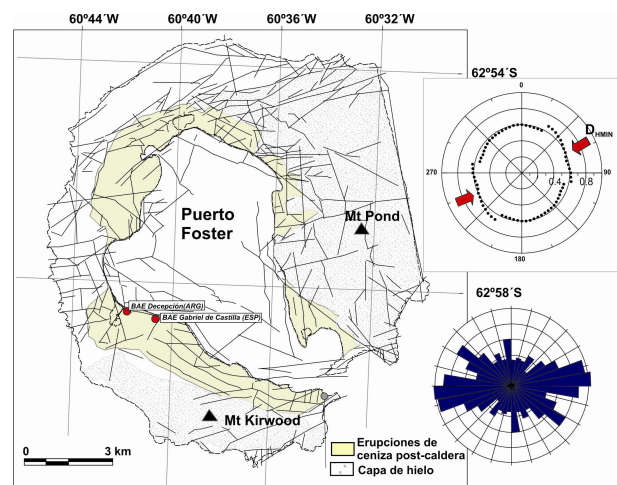 60º44´W 60º40´W 60º36´W 60º32´W
62º54´S
0
D HMIN
270
0.4
0.8
90
180
Puerto
Foster
Mt Pond
62º58´S
BAE Decepción(ARG)
BAE Gabriel de Castilla (ESP)
Mt Kirwood
0 3 km
Erupciones de
ceniza post-caldera
Capa de hielo